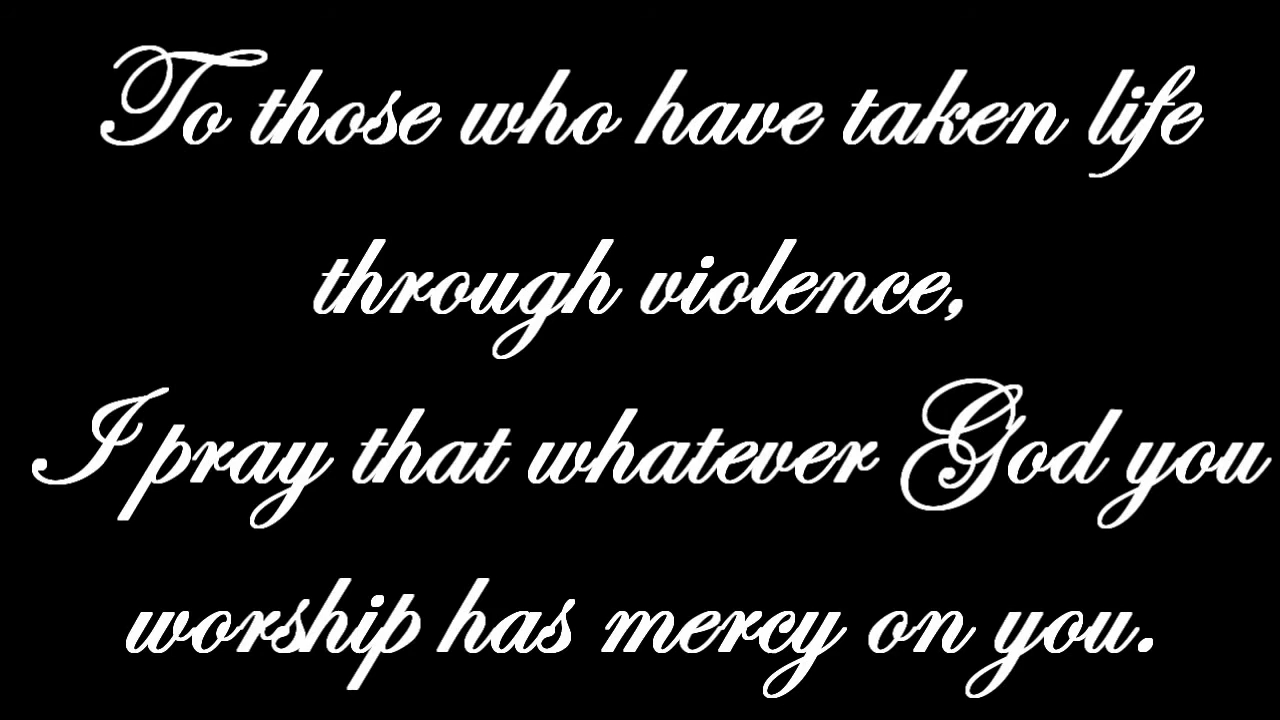 To those who have taken life
through violence,
I pray that whatever God you
worship has mercy on you.